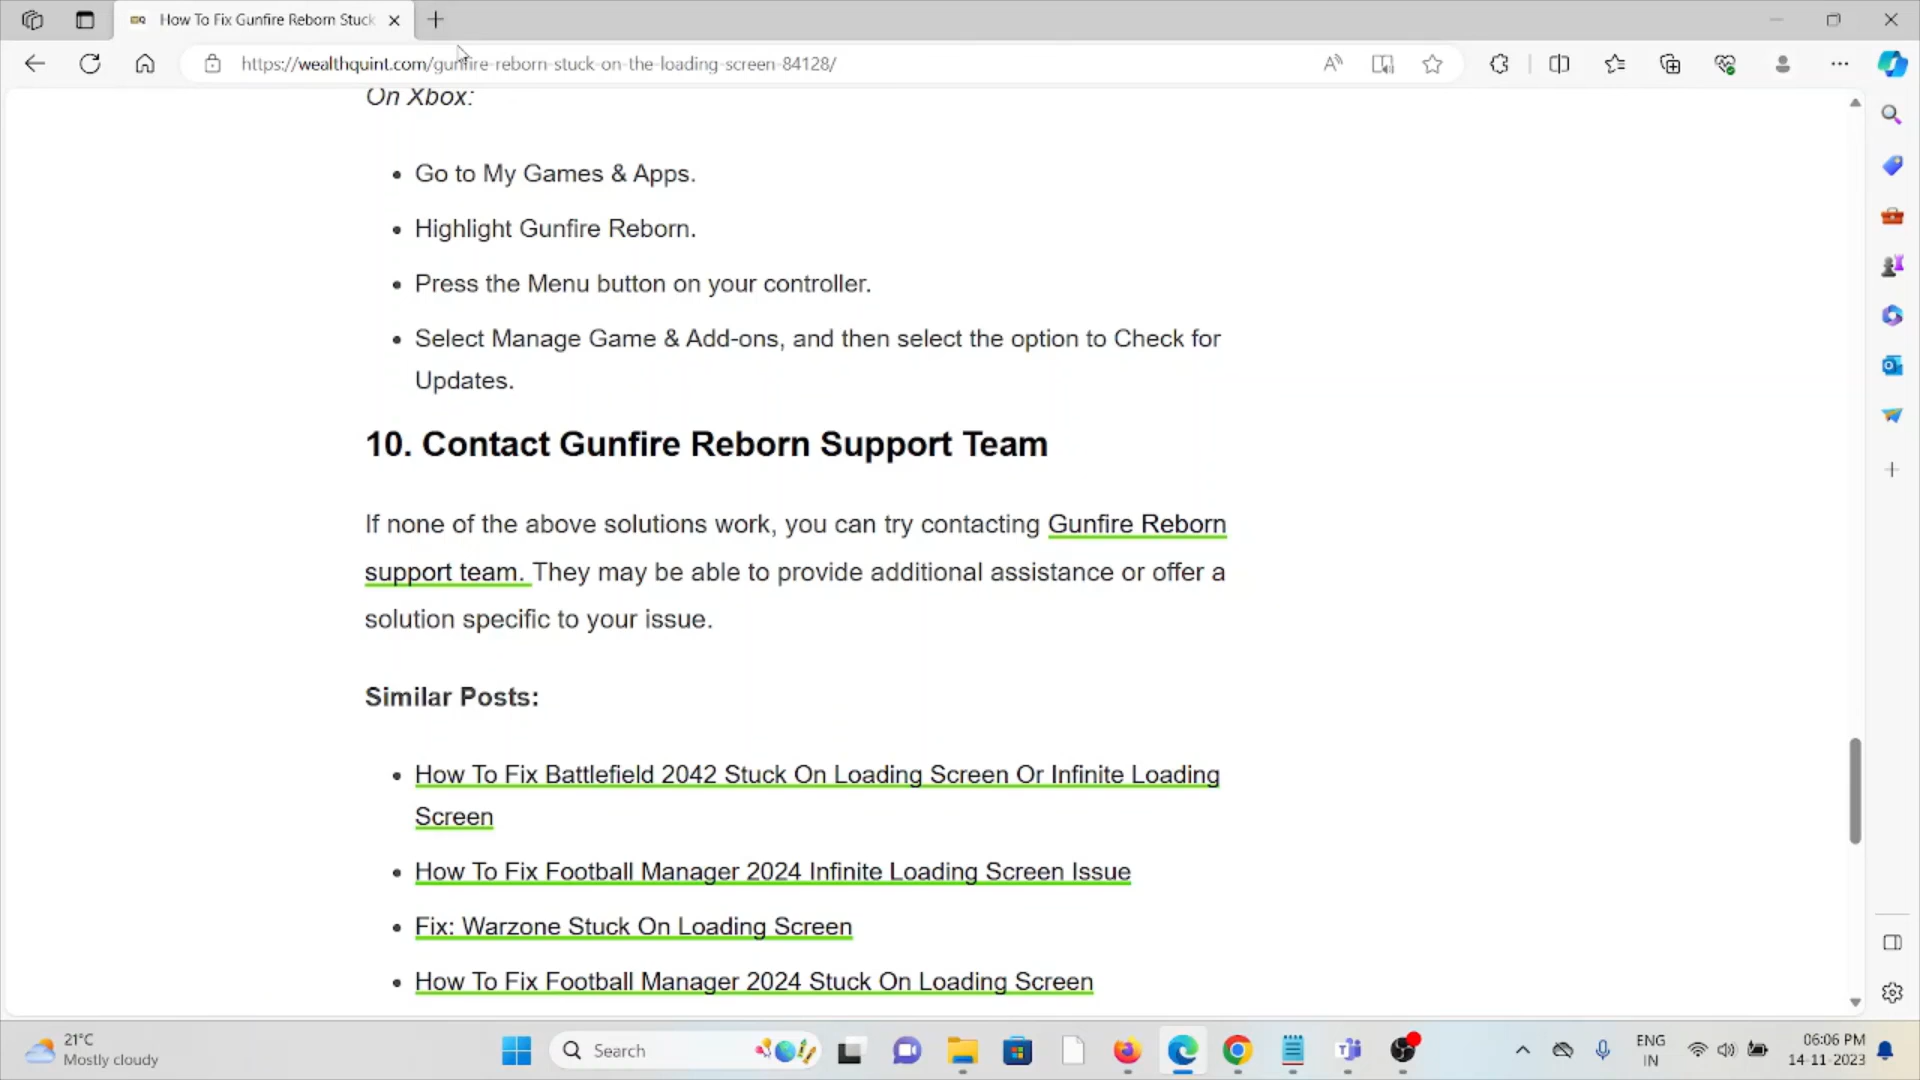 How To Fix Gunfire Reborn Stuck
https://wealthquint.com/gunfire-reborn-stuck-on-the-loading-screen-84128/
On Xbox:
• Go to My Games & Apps.
• Highlight Gunfire Reborn.
• Press the Menu button on your controller.
• Select Manage Game & Add-ons, and then select the option to Check for
Updates.
10. Contact Gunfire Reborn Support Team
If none of the above solutions work, you can try contacting Gunfire Reborn
support team. They may be able to provide additional assistance or offer a
solution specific to your issue.
Similar Posts:
• How To Fix Battlefield 2042 Stuck On Loading Screen Or Infinite Loading
Screen
• How To Fix Football Manager 2024 Infinite Loading Screen Issue
• Fix: Warzone Stuck On Loading Screen
• How To Fix Football Manager 2024 Stuck On Loading Screen
21°C
Mostly cloudy
Search
ENG
IN
06:06 PM
14-11-2023